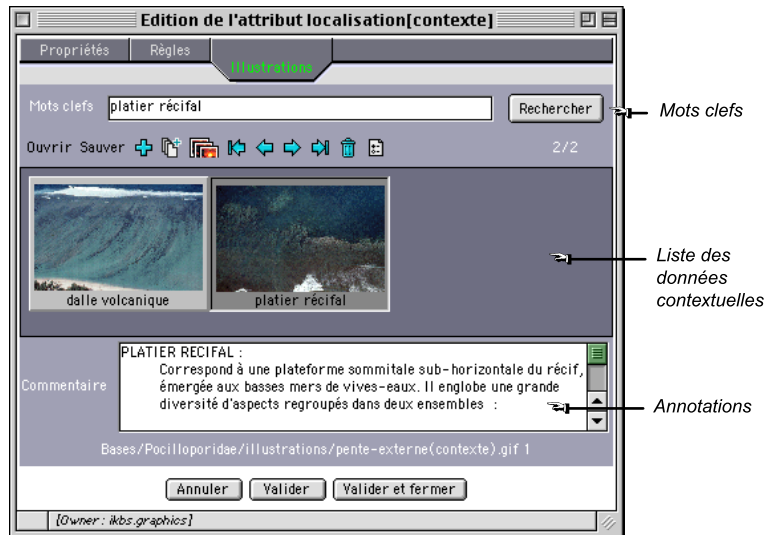 Edition de l'attribut localisation[contexte]
Propriétés
Règles
Illustrations
Mots clefs
platier récifal
Rechercher
Mots clefs
Ouvrir
Sauver
2/2
dalle volcanique
platier récifal
Liste des
données
contextuelles
PLATIER RECIFAL :
Correspond à une plateforme sommitale sub-horizontale du récif,
émergée aux basses mers de vives-eaux. Il englobe une grande
diversité d'aspects regroupés dans deux ensembles :
Commentaire
Annotations
Bases/Pocilloporidae/illustrations/pente-externe(contexte).gif 1
Annuler
Valider
Valider et fermer
[Owner : ikbs.graphics]